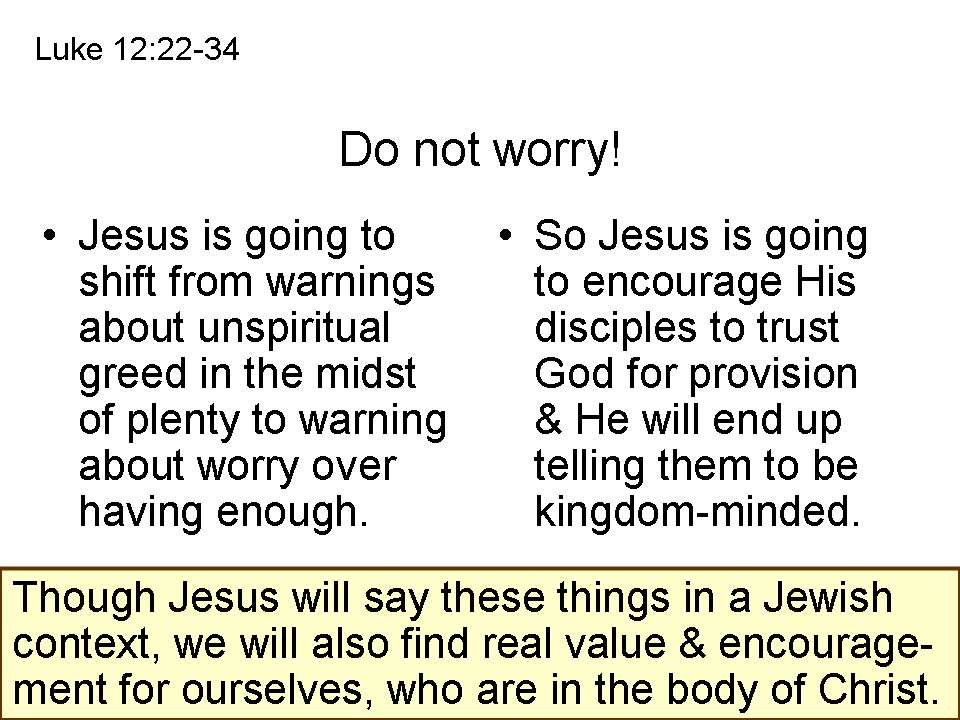 Luke 12:22-34
Do not worry!
• Jesus is going to
shift from warnings
about unspiritual
greed in the midst
of plenty to warning
about worry over
having enough.
• So Jesus is going
to encourage His
disciples to trust
God for provision
& He will end up
telling them to be
kingdom-minded.
Though Jesus will say these things in a Jewish
context, we will also find real value & encourage-
ment for ourselves, who are in the body of Christ.